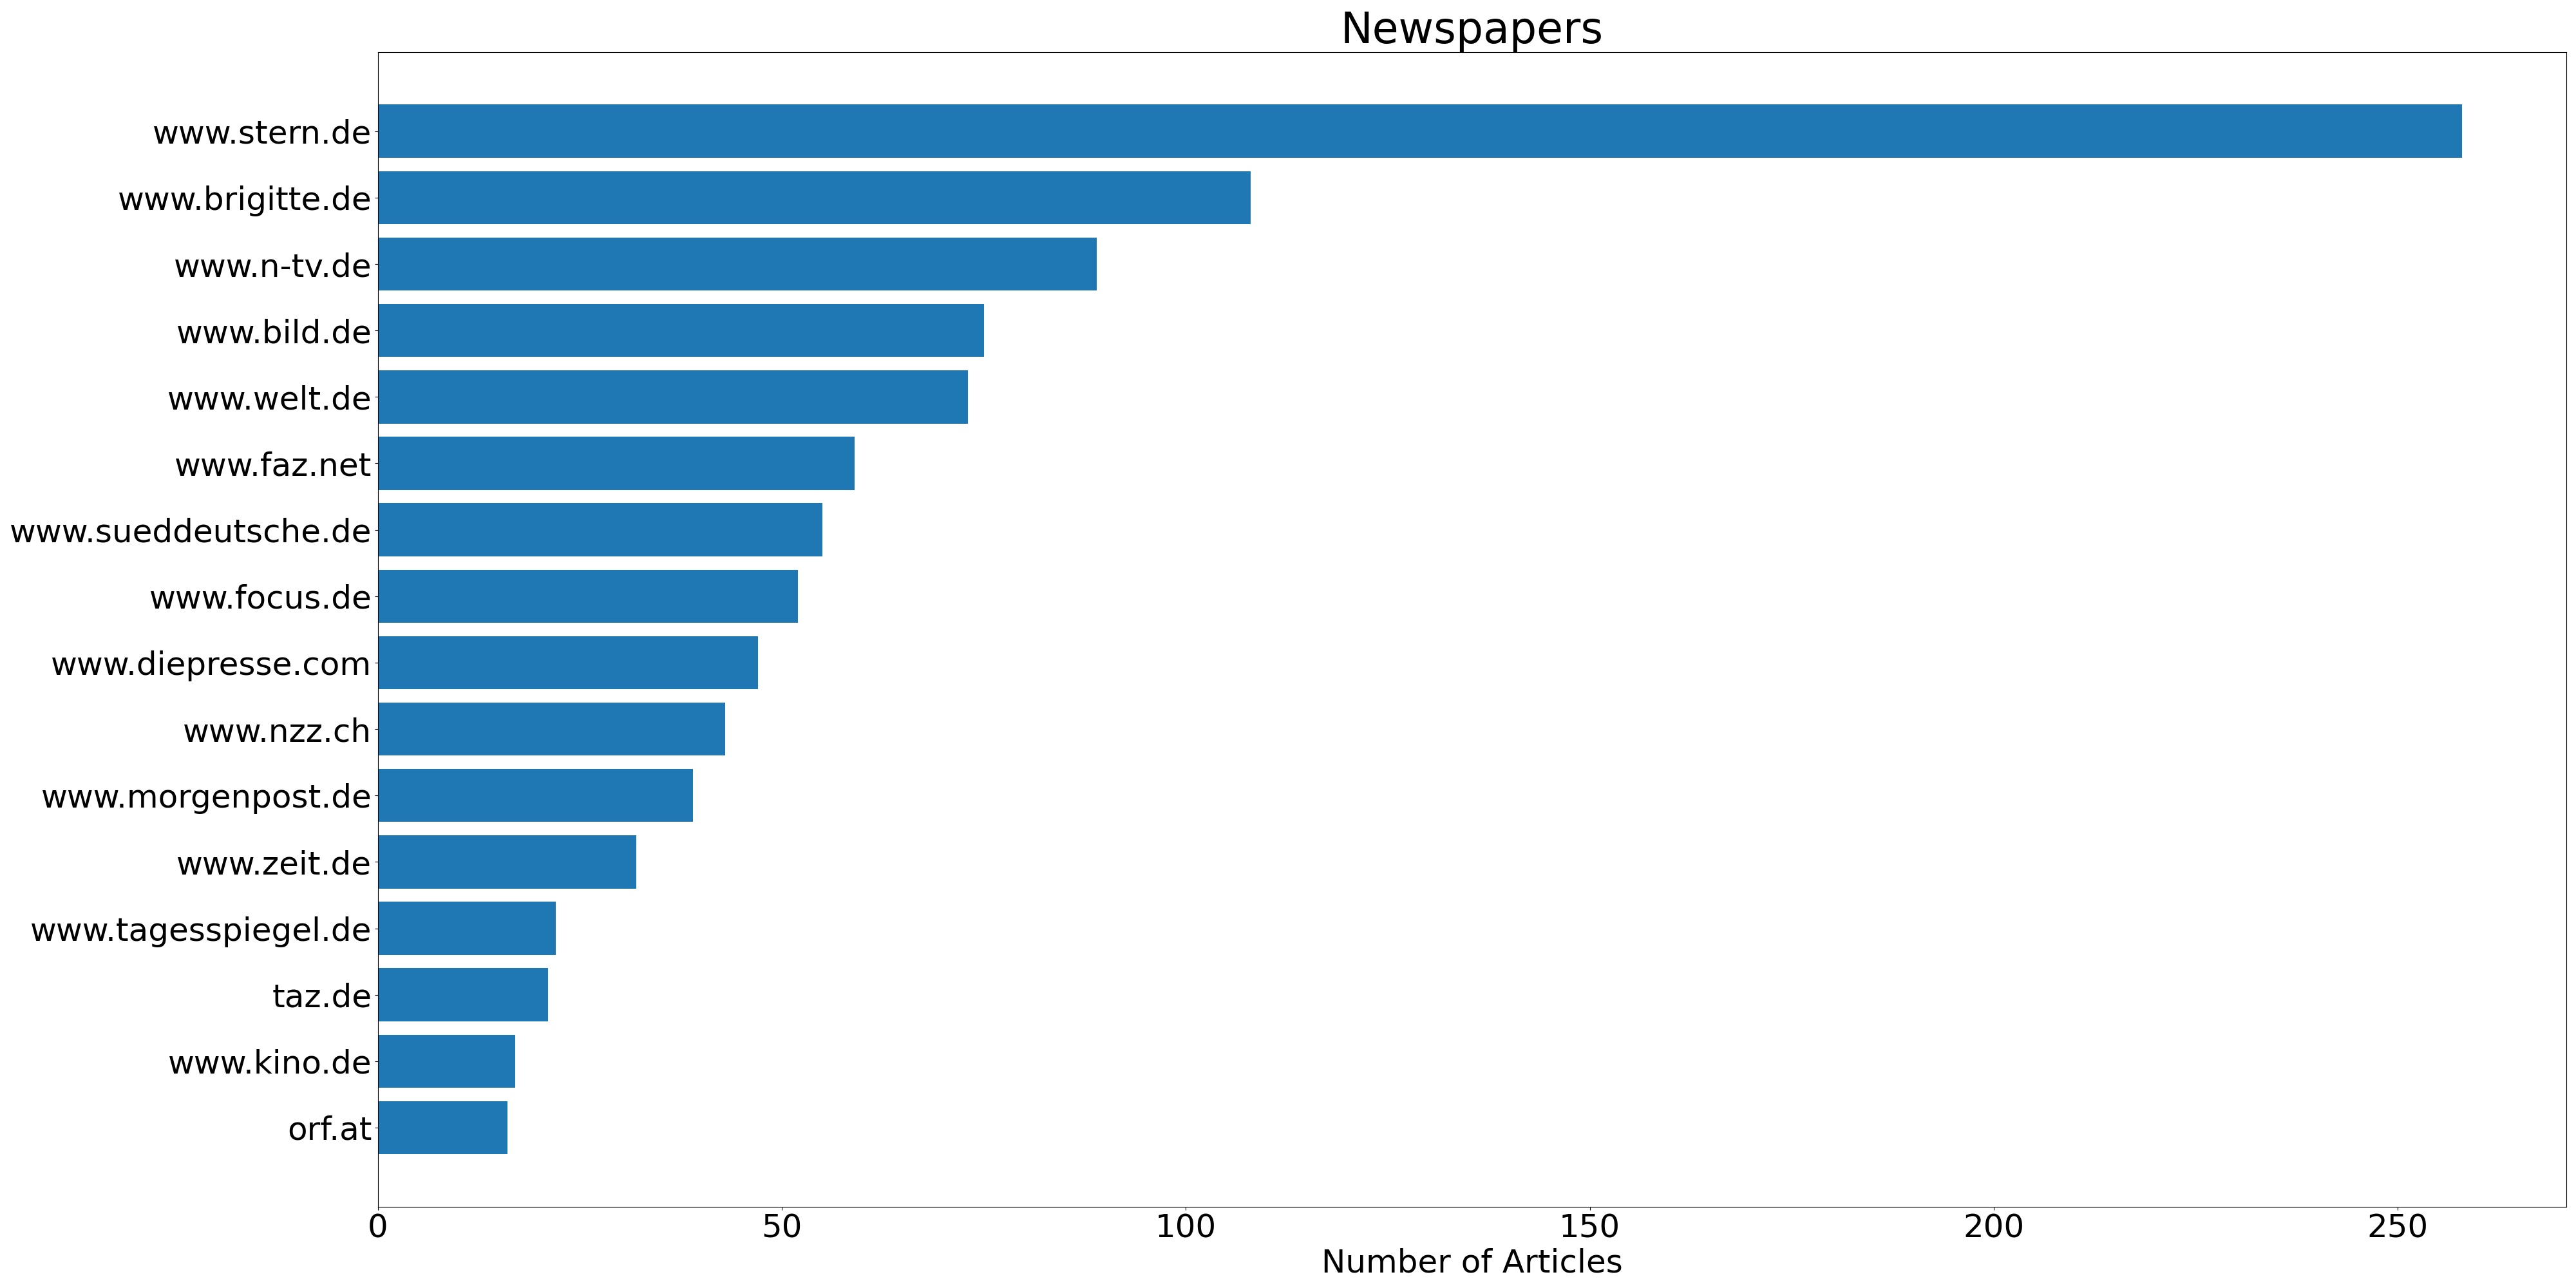 Newspapers
www.stern.de
www.brigitte.de
www.n-tv.de
www.bild.de
www.welt.de
www.faz.net
www.sueddeutsche.de
www.focus.de
www.diepresse.com
www.nzz.ch
www.morgenpost.de
www.zeit.de
www.tagesspiegel.de
taz.de
www.kino.de
orf.at
0 50 100 150 200 250
Number of Articles